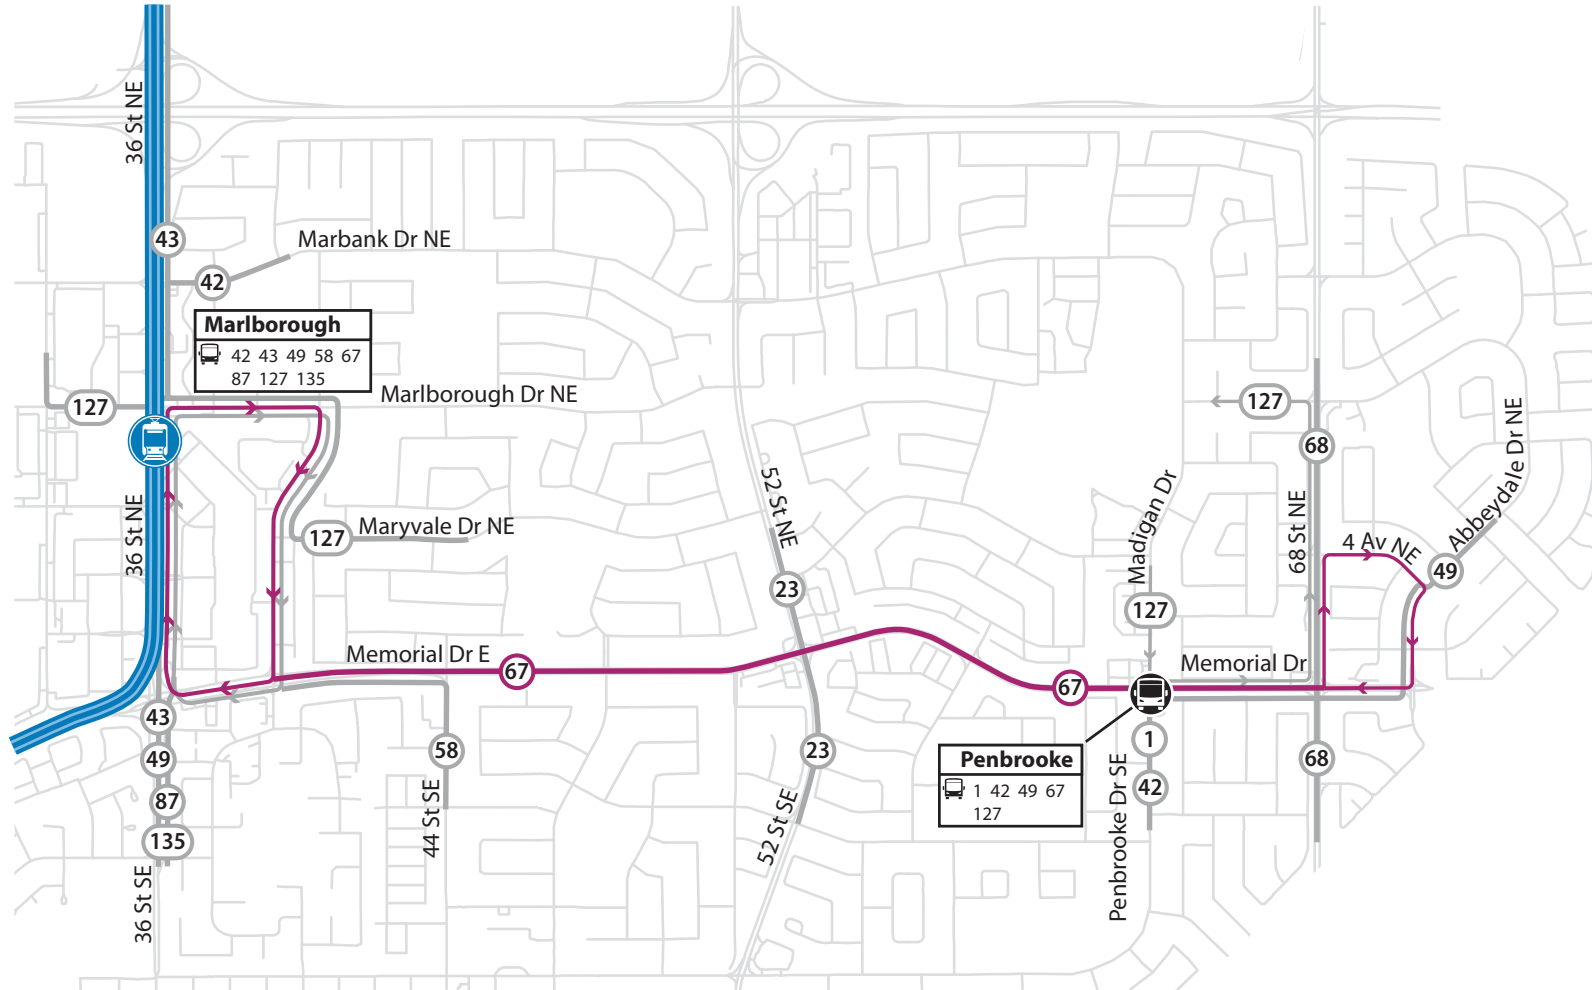 36 St NE
43
Marbank Dr NE
42
Marlborough
42 43 49 58 67
87 127 135
Marlborough Dr NE
127
127
68
Abbeydale Dr NE
52 St NE
Madigan Dr
68 St NE
36 St NE
127
Maryvale Dr NE
4 Av NE
49
23
127
Memorial Dr E
67
Memorial Dr
67
43
1
49
58
23
68
Penbrooke
1 42 49 67
127
42
87
135
44 St SE
52 St SE
Penbrooke Dr SE
36 St SE